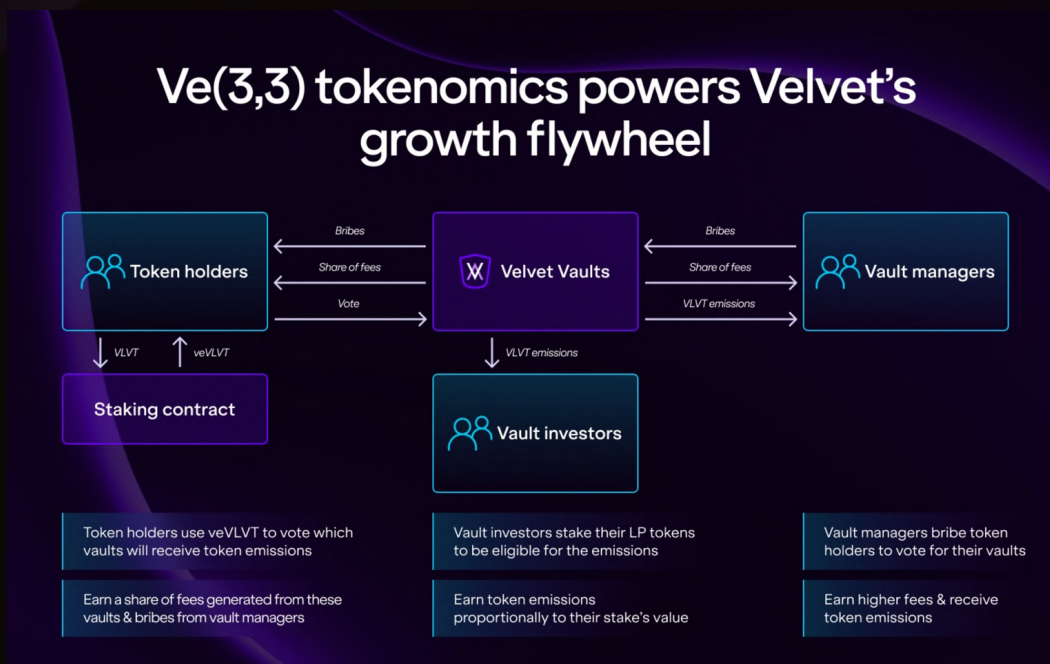 Ve(3,3) tokenomics powers Velvet's
growth flywheel
Token holders
Bribes
Share of fees
Vote
Velvet Vaults
Bribes
Share of fees
VLVT emissions
Vault managers
VLVT
veVLVT
VLVT emissions
Staking contract
Vault investors
Token holders use veVLVT to vote which
vaults will receive token emissions
Earn a share of fees generated from these
vaults & bribes from vault managers
Vault investors stake their LP tokens
to be eligible for the emissions
Earn token emissions
proportionally to their stake's value
Vault managers bribe token
holders to vote for their vaults
Earn higher fees & receive
token emissions